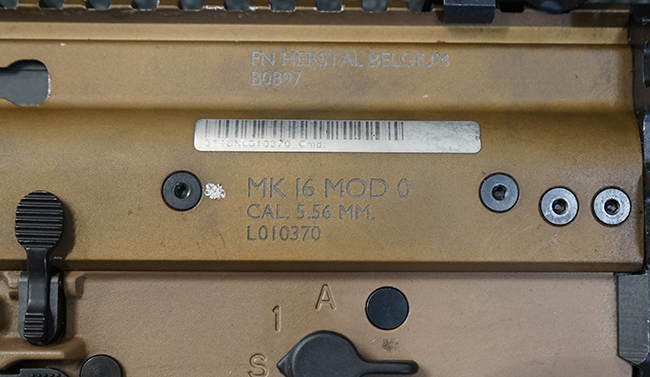 FN HERSTAL BELGIUM
B0897
MK 16 MOD 0
CAL. 5.56 MM.
L010370
A
1
S